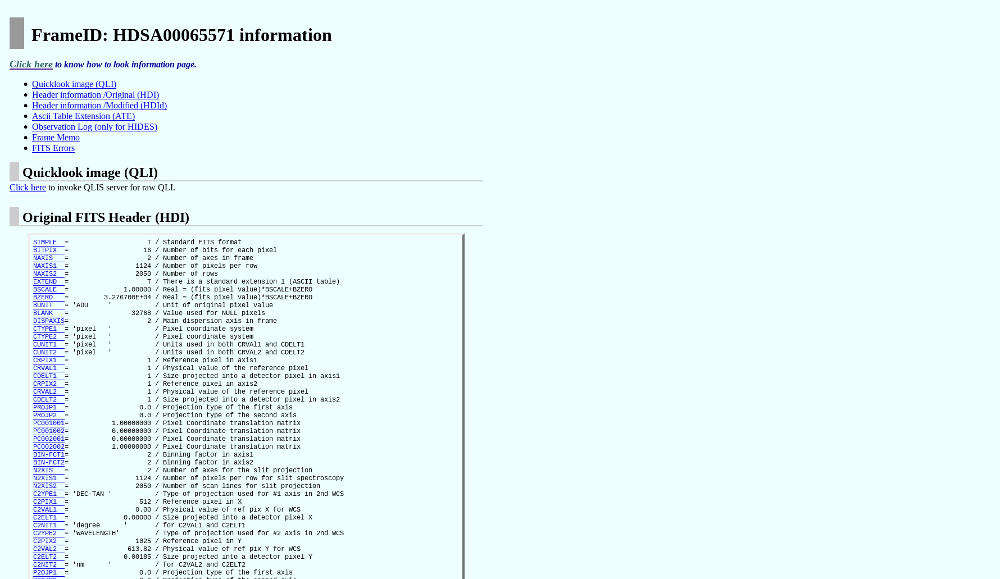 FrameID: HDSA00065571 information
Click here to know how to look information page.
Quicklook image (QLI)
Header information /Original (HDI)
Header information /Modified (HDId)
Ascii Table Extension (ATE)
Observation Log (only for HIDES)
Frame Memo
FITS Errors
Quicklook image (QLI)
Click here to invoke QLIS server for raw QLI.
Original FITS Header (HDI)
SIMPLE  =                    T / Standard FITS format
BITPIX  =                   16 / Number of bits for each pixel
NAXIS   =                    2 / Number of axes in frame
NAXIS1  =                 1124 / Number of pixels per row
NAXIS2  =                 2050 / Number of rows
EXTEND  =                    T / There is a standard extension 1 (ASCII table)
BSCALE  =              1.00000 / Real = (fits pixel value)*BSCALE+BZERO
BZERO   =         3.276700E+04 / Real = (fits pixel value)*BSCALE+BZERO
BUNIT   = 'ADU     '           / Unit of original pixel value
BLANK   =               -32768 / Value used for NULL pixels
DISPAXIS=                    2 / Main dispersion axis in frame
CTYPE1  = 'pixel   '           / Pixel coordinate system
CTYPE2  = 'pixel   '           / Pixel coordinate system
CUNIT1  = 'pixel   '           / Units used in both CRVAl1 and CDELT1
CUNIT2  = 'pixel   '           / Units used in both CRVAL2 and CDELT2
CRPIX1  =                    1 / Reference pixel in axis1
CRVAL1  =                    1 / Physical value of the reference pixel
CDELT1  =                    1 / Size projected into a detector pixel in axis1
CRPIX2  =                    1 / Reference pixel in axis2
CRVAL2  =                    1 / Physical value of the reference pixel
CDELT2  =                    1 / Size projected into a detector pixel in axis2
PROJP1  =                  0.0 / Projection type of the first axis
PROJP2  =                  0.0 / Projection type of the second axis
PC001001=           1.00000000 / Pixel Coordinate translation matrix
PC001002=           0.00000000 / Pixel Coordinate translation matrix
PC002001=           0.00000000 / Pixel Coordinate translation matrix
PC002002=           1.00000000 / Pixel Coordinate translation matrix
BIN-FCT1=                    2 / Binning factor in axis1
BIN-FCT2=                    2 / Binning factor in axis2
N2XIS   =                    2 / Number of axes for the slit projection
N2XIS1  =                 1124 / Number of pixels per row for slit spectroscopy
N2XIS2  =                 2050 / Number of scan lines for slit projection
C2YPE1  = 'DEC-TAN '           / Type of projection used for #1 axis in 2nd WCS
C2PIX1  =                  512 / Reference pixel in X
C2VAL1  =                 0.00 / Physical value of ref pix X for WCS
C2ELT1  =              0.00000 / Size projected into a detector pixel X
C2NIT1  = 'degree      '       / for C2VAL1 and C2ELT1
C2YPE2  = 'WAVELENGTH'         / Type of projection used for #2 axis in 2nd WCS
C2PIX2  =                 1025 / Reference pixel in Y
C2VAL2  =               613.82 / Physical value of ref pix Y for WCS
C2ELT2  =              0.00185 / Size projected into a detector pixel Y
C2NIT2  = 'nm      '           / for C2VAL2 and C2ELT2
P2OJP1  =                  0.0 / Projection type of the first axis